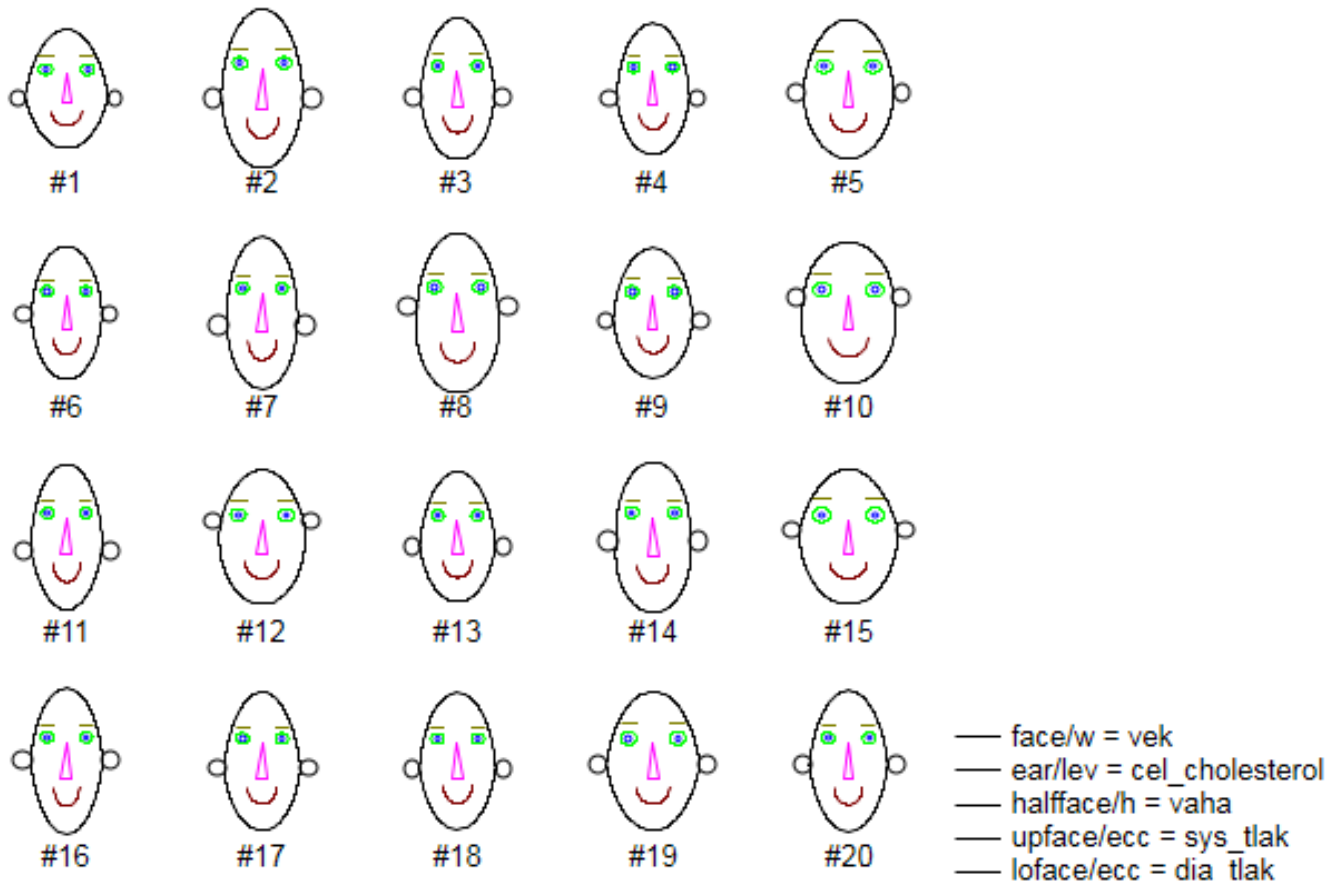 #1 #2 #3 #4 #5
#6 #7 #8 #9 #10
#11 #12 #13 #14 #15
#16 #17 #18 #19 #20
face/w = vek
ear/lev = cel_cholesterol
halfface/h = vaha
upface/ecc = sys_tlak
loface/ecc = dia_tlak